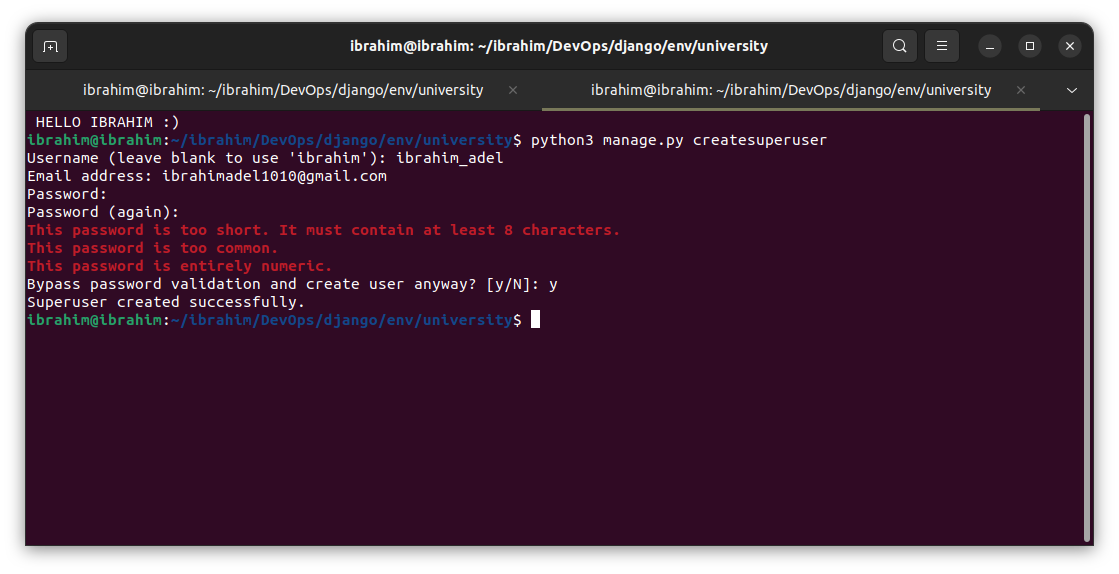 ibrahim@ibrahim: ~/ibrahim/DevOps/django/env/university
ibrahim@ibrahim: ~/ibrahim/DevOps/django/env/university
ibrahim@ibrahim: ~/ibrahim/DevOps/django/env/university
HELLO IBRAHIM :)
ibrahim@ibrahim:~/ibrahim/DevOps/django/env/university$ python3 manage.py createsuperuser
Username (leave blank to use 'ibrahim'): ibrahim_adel
Email address: ibrahimadel1010@gmail.com
Password:
Password (again):
This password is too short. It must contain at least 8 characters.
This password is too common.
This password is entirely numeric.
Bypass password validation and create user anyway? [y/N]: y
Superuser created successfully.
ibrahim@ibrahim:~/ibrahim/DevOps/django/env/university$